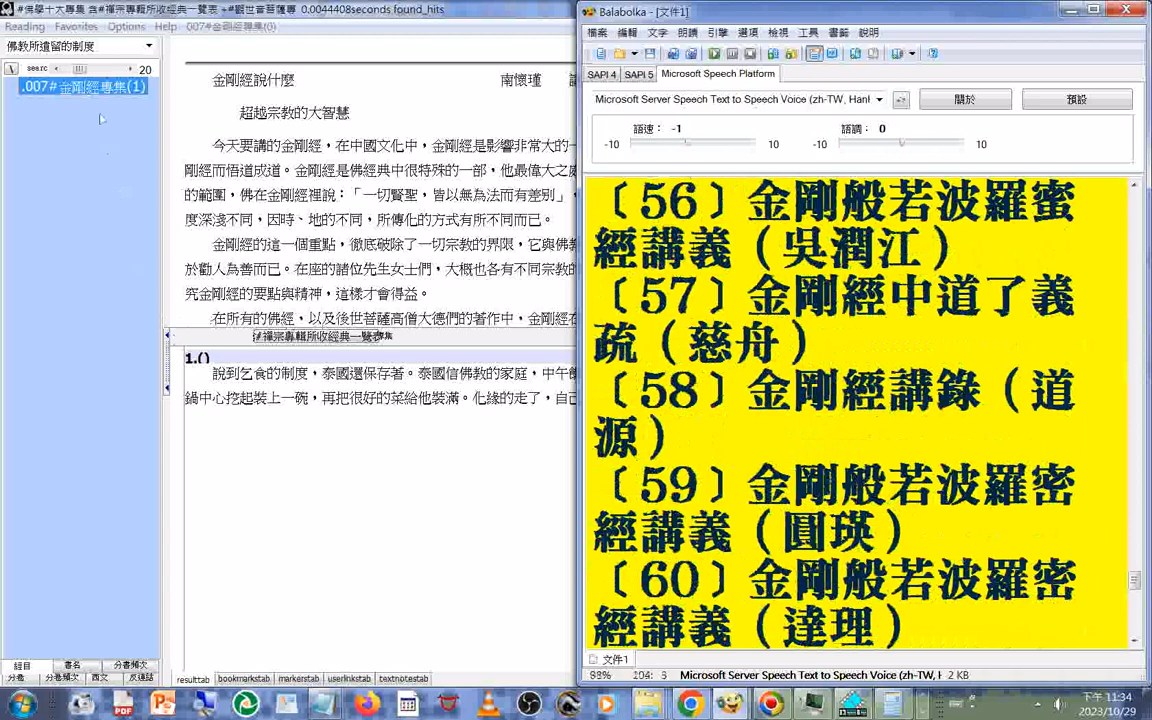 #佛學十大專集 含#禪宗專輯所收經典一覽表 +#觀世音菩薩專 0.0044408seconds found_hits
Reading Favorites Options Help 007#金剛經專集(1)
佛教所遺留的制度
searc 20
.007#金剛經專集(1)
金剛經說什麼 南懷瑾
超越宗教的大智慧
今天要講的金剛經，在中國文化中，金剛經是影響非常大的一
剛經而悟道成道。金剛經是佛經典中很特殊的一部，他最偉大之處
的範圍，佛在金剛經裡說：「一切賢聖，皆以無為法而有差別」，
度深淺不同，因時、地的不同，所傳化的方式有所不同而已。
金剛經的這一個重點，徹底破除了一切宗教的界限，它與佛教
於勸人為善而已。在座的諸位先生女士們，大概也各有不同宗教的
究金剛經的要點與精神，這樣才會得益。
在所有的佛經，以及後世菩薩高僧大德們的著作中，金剛經在
#禪宗專輯所收經典一覽表
1.()
說到乞食的制度，泰國還保存著。泰國信佛教的家庭，中午
鍋中心挖起裝上一碗，再把很好的菜給他裝滿。化緣的走了，自己
經目 書名 分書頻次
分卷 分卷頻次 西文 反連結
resulttab bookmarkstab markerstab userlinkstab textnotestab
Balabolka - [文件1]
檔案 編輯 文字 朗讀 引擎 選項 檢視 工具 書籤 說明
SAPI 4 SAPI 5 Microsoft Speech Platform
Microsoft Server Speech Text to Speech Voice (zh-TW, Hanl 關於 預設
語速： -1 語調： 0
-10 10 -10 10
〔56〕金剛般若波羅蜜
經講義（吳潤江）
〔57〕金剛經中道了義
疏（慈舟）
〔58〕金剛經講錄（道
源）
〔59〕金剛般若波羅密
經講義（圓瑛）
〔60〕金剛般若波羅密
經講義（達理）
文件1
98% 104: 3 Microsoft Server Speech Text to Speech Voice (zh-TW, H 2 KB
下午 11:34
2023/10/29